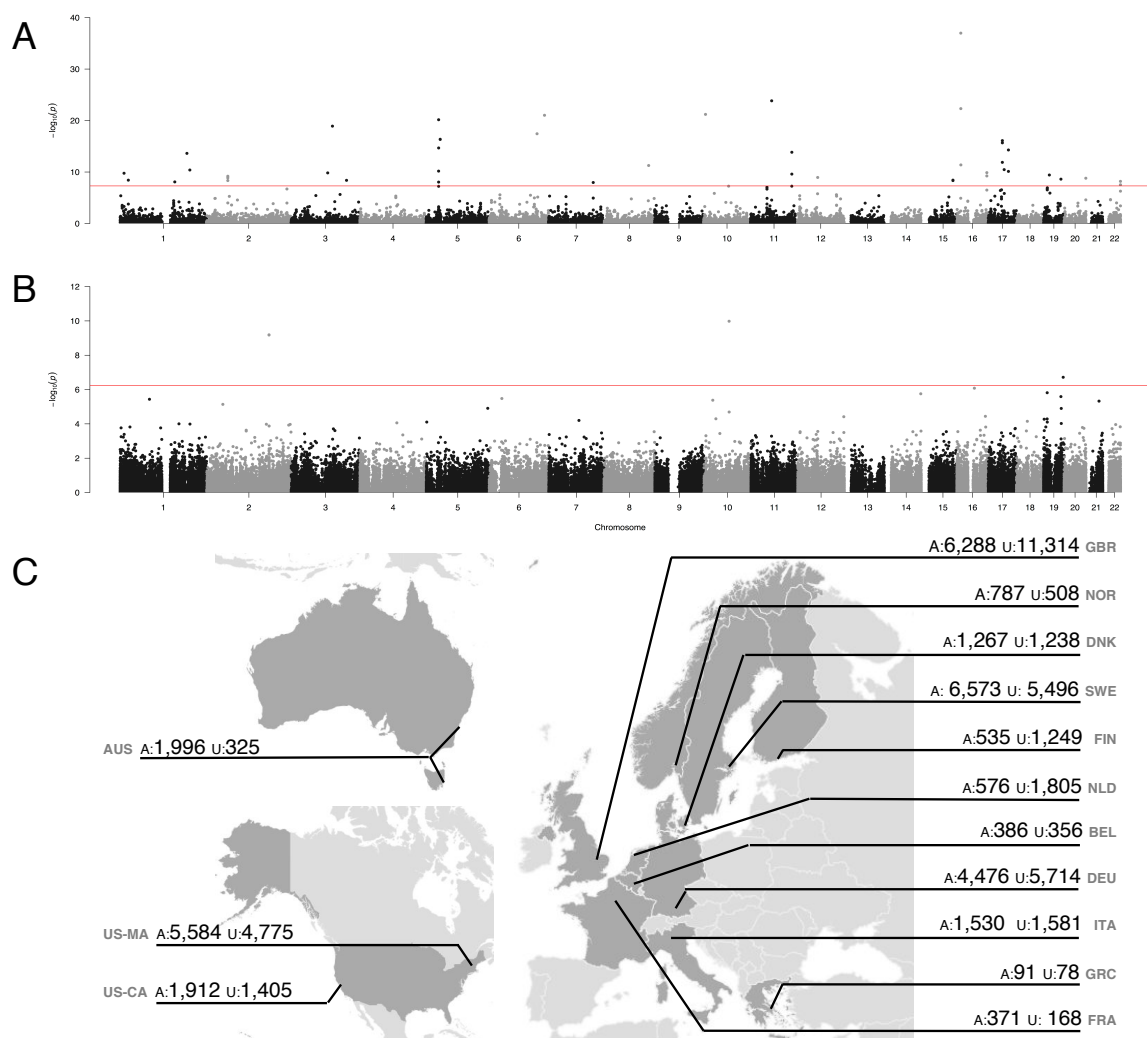 A
40
30
20
10
0
−log10(p)
1 2 3 4 5 6 7 8 9 10 11 12 13 14 15 16 17 18 19 20 21 22
B
12
10
8
6
4
2
0
−log10(p)
1 2 3 4 5 6 7 8 9 10 11 12 13 14 15 16 17 18 19 20 21 22
Chromosome
C
A:6,288 U:11,314 GBR
A:787 U:508 NOR
A:1,267 U:1,238 DNK
A: 6,573 U: 5,496 SWE
A:535 U:1,249 FIN
A:576 U:1,805 NLD
A:386 U:356 BEL
A:4,476 U:5,714 DEU
A:1,530 U:1,581 ITA
A:91 U:78 GRC
A:371 U: 168 FRA
AUS A:1,996 U:325
US-MA A:5,584 U:4,775
US-CA A:1,912 U:1,405